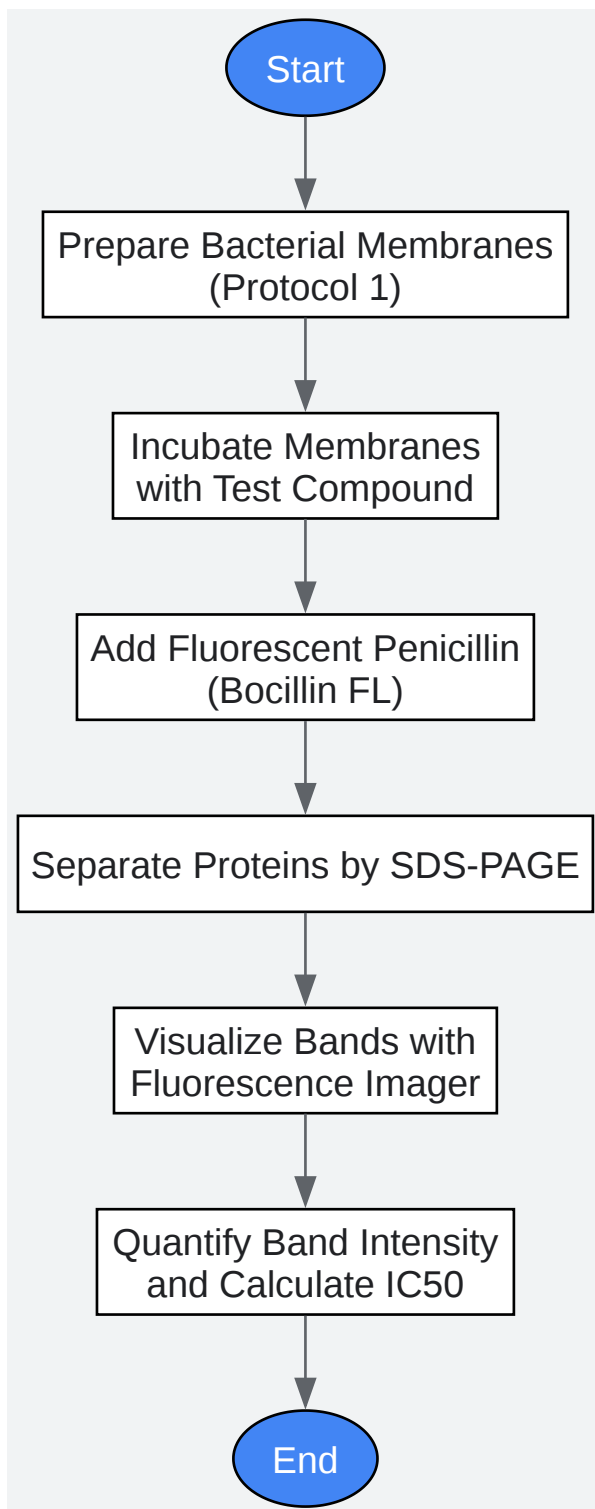 Start
Prepare Bacterial Membranes
(Protocol 1)
Incubate Membranes
with Test Compound
Add Fluorescent Penicillin
(Bocillin FL)
Separate Proteins by SDS-PAGE
Visualize Bands with
Fluorescence Imager
Quantify Band Intensity
and Calculate IC50
End